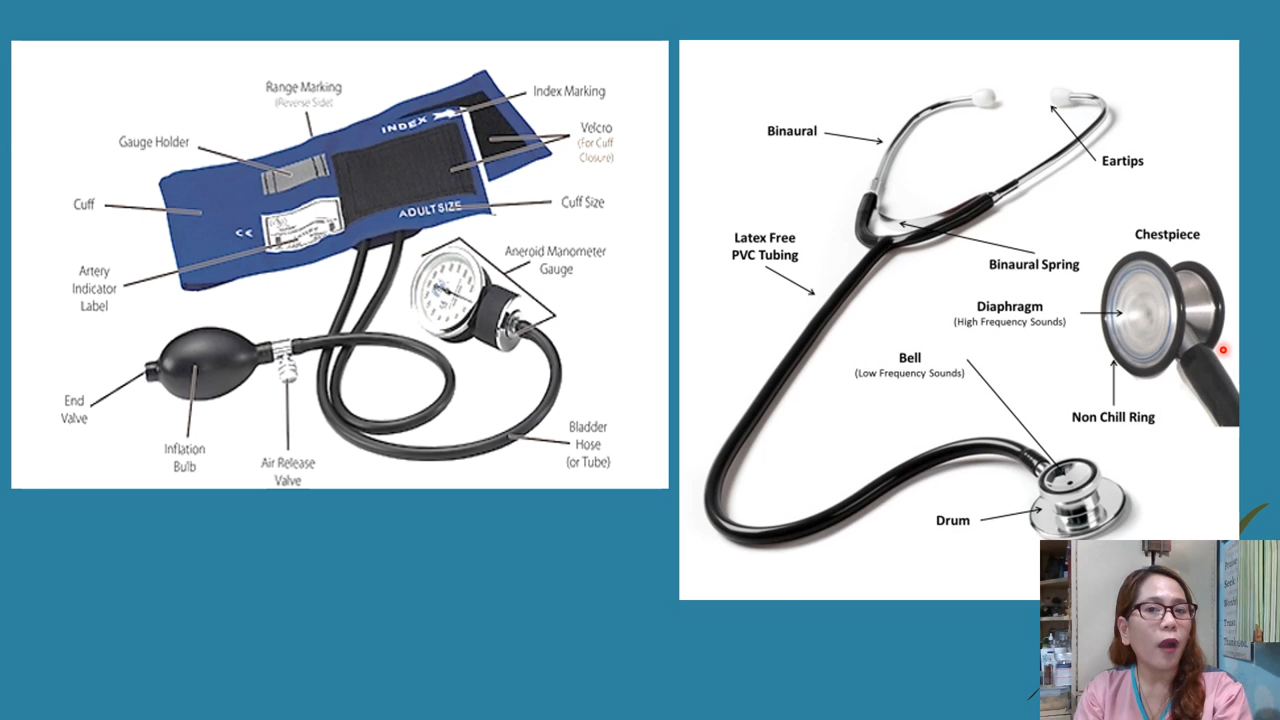 Range Marking
(Reverse Side)
Index Marking
Gauge Holder
INDEX
Velcro
(For Cuff
Closure)
Cuff
ADULT SIZE
Cuff Size
CE
Artery
Indicator
Label
Aneroid Manometer
Gauge
End
Valve
Inflation
Bulb
Air Release
Valve
Bladder
Hose
(or Tube)
Binaural
Eartips
Latex Free
PVC Tubing
Binaural Spring
Chestpiece
Diaphragm
(High Frequency Sounds)
Bell
(Low Frequency Sounds)
Non Chill Ring
Drum